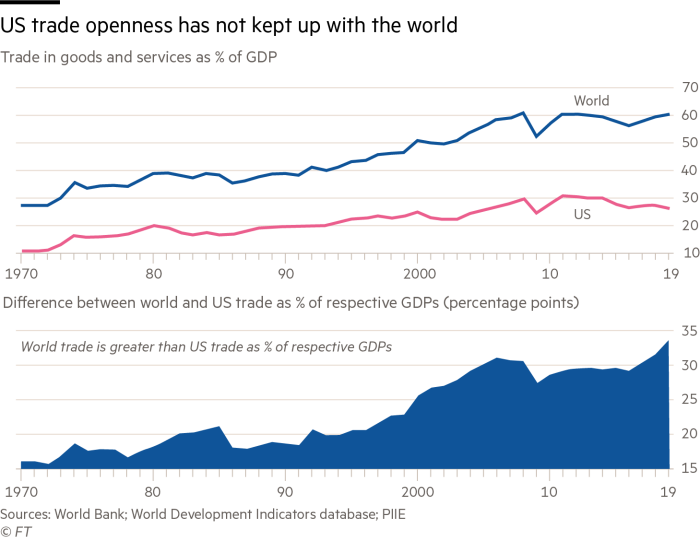 US trade openness has not kept up with the world
Trade in goods and services as % of GDP
70
World
60
50
40
30
US
20
10
1970 80 90 2000 10 19
Difference between world and US trade as % of respective GDPs (percentage points)
35
World trade is greater than US trade as % of respective GDPs
30
25
20
15
1970 80 90 2000 10 19
Sources: World Bank; World Development Indicators database; PIIE
© FT